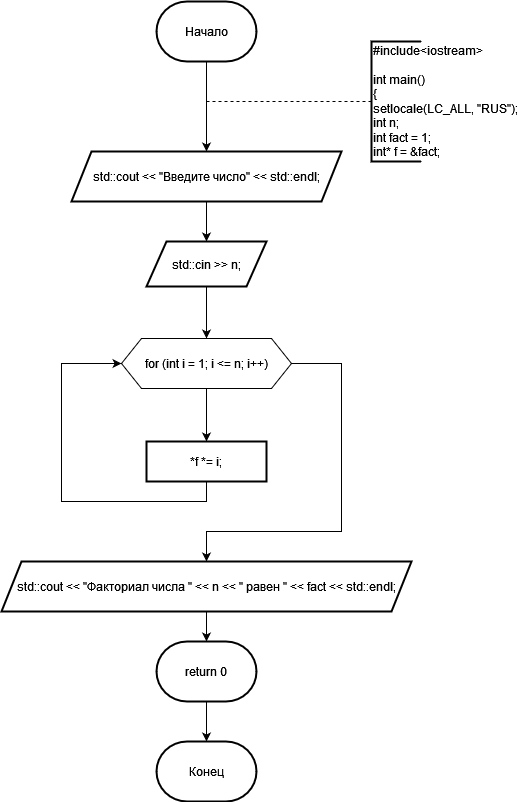 Начало
#include<iostream>
int main()
{
setlocale(LC_ALL, "RUS");
int n;
int fact = 1;
int* f = &fact;
std::cout << "Введите число" << std::endl;
std::cin >> n;
for (int i = 1; i <= n; i++)
*f *= i;
std::cout << "Факториал числа " << n << " равен " << fact << std::endl;
return 0
Конец